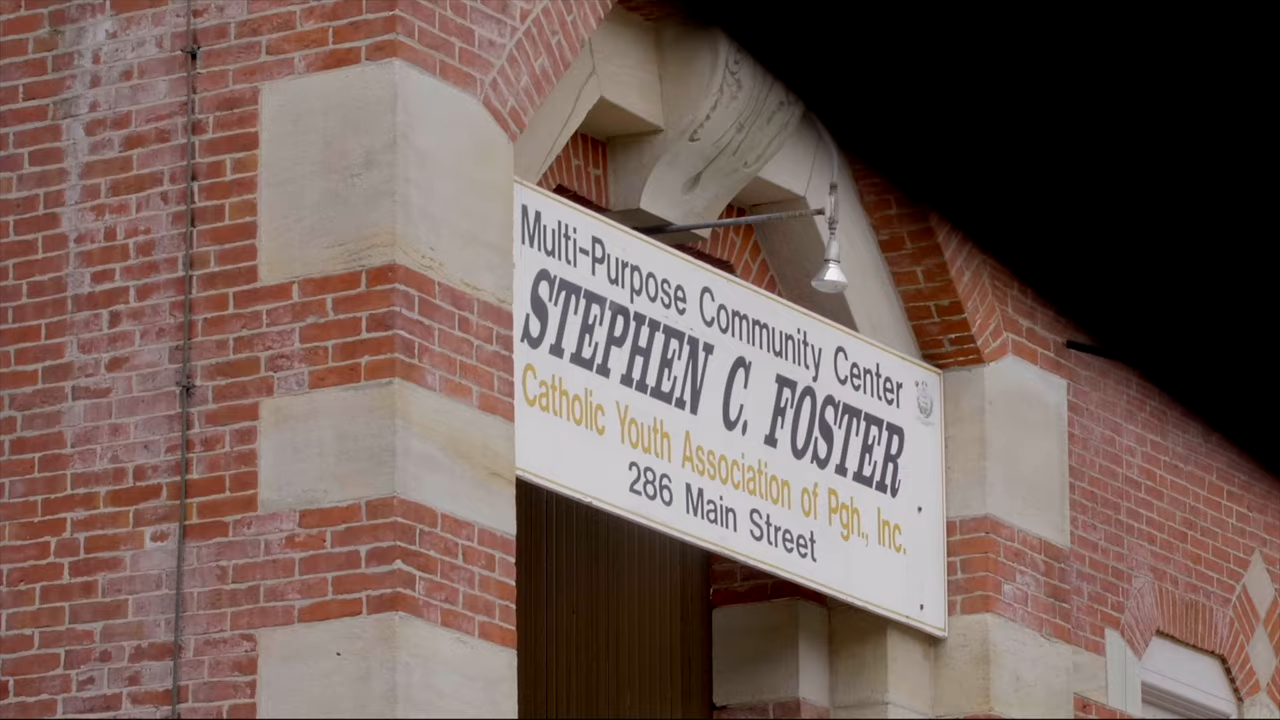 Multi-Purpose Community Center
STEPHEN C. FOSTER
Catholic Youth Association of Pgh., Inc.
286 Main Street